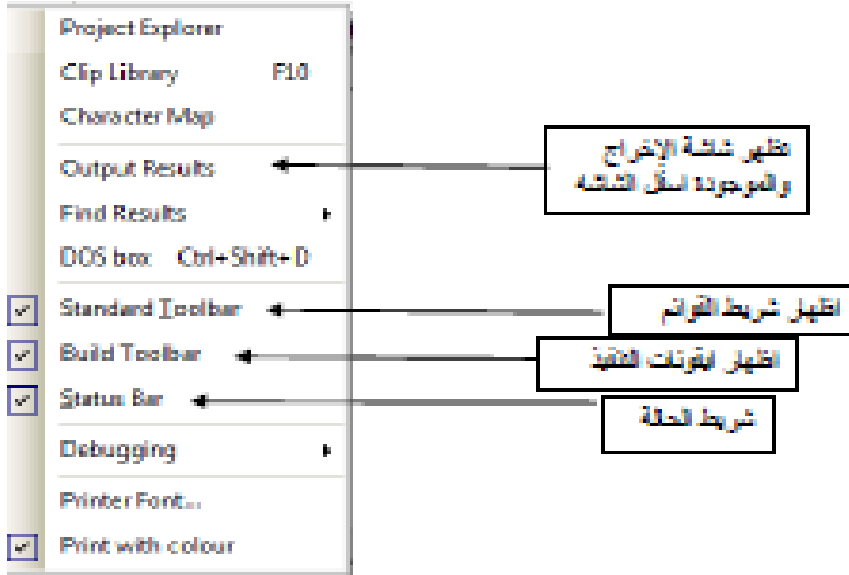 Project Explorer
Clip Library F10
Character Map
Output Results
Find Results
DOS box Ctrl+Shift+D
Standard Toolbar
Build Toolbar
Status Bar
Debugging
Printer Font...
Print with colour
تظهر شاشة الإخراج
والموجودة اسفل الشاشة
اظهار شريط القوائم
اظهار ايقونات التنفيذ
شريط الحالة